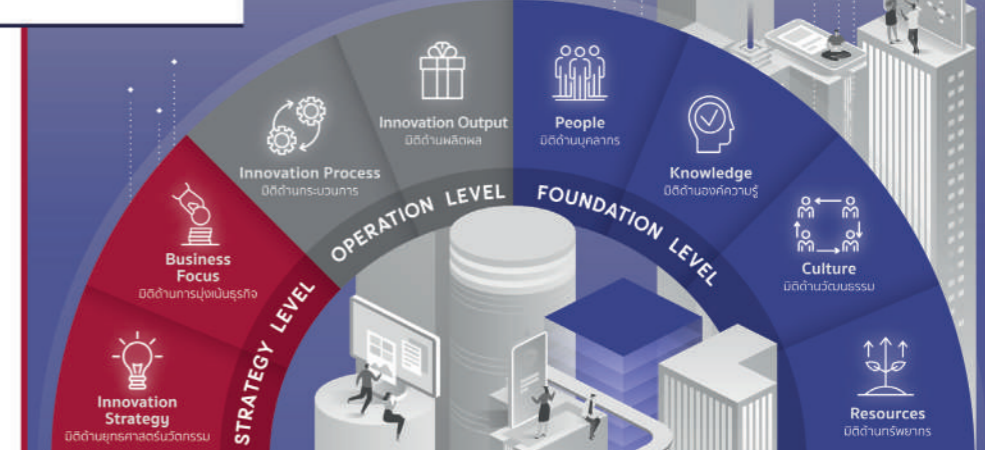 Innovation
Strategy
มิติด้านยุทธศาสตร์นวัตกรรม
Business
Focus
มิติด้านการมุ่งเน้นธุรกิจ
STRATEGY LEVEL
Innovation Process
มิติด้านกระบวนการ
Innovation Output
มิติด้านผลิตผล
OPERATION LEVEL
People
มิติด้านบุคลากร
Knowledge
มิติด้านองค์ความรู้
Culture
มิติด้านวัฒนธรรม
Resources
มิติด้านทรัพยากร
FOUNDATION LEVEL